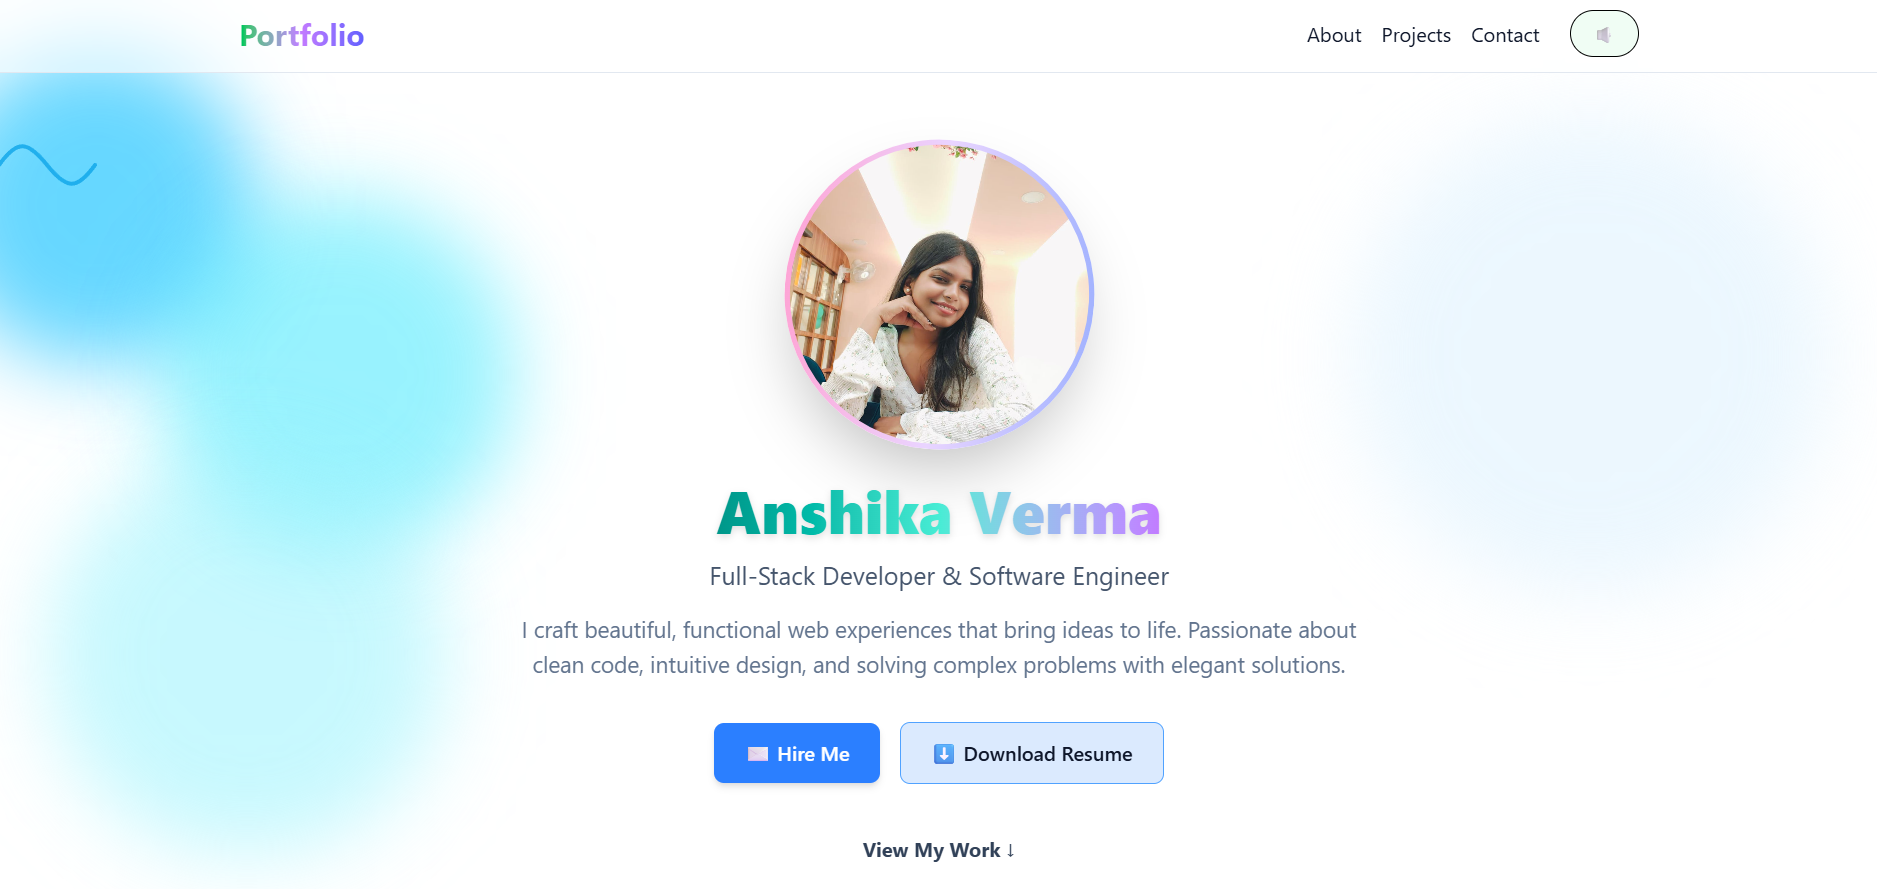 Portfolio
About Projects Contact
Anshika Verma
Full-Stack Developer & Software Engineer
I craft beautiful, functional web experiences that bring ideas to life. Passionate about
clean code, intuitive design, and solving complex problems with elegant solutions.
Hire Me
Download Resume
View My Work ↓